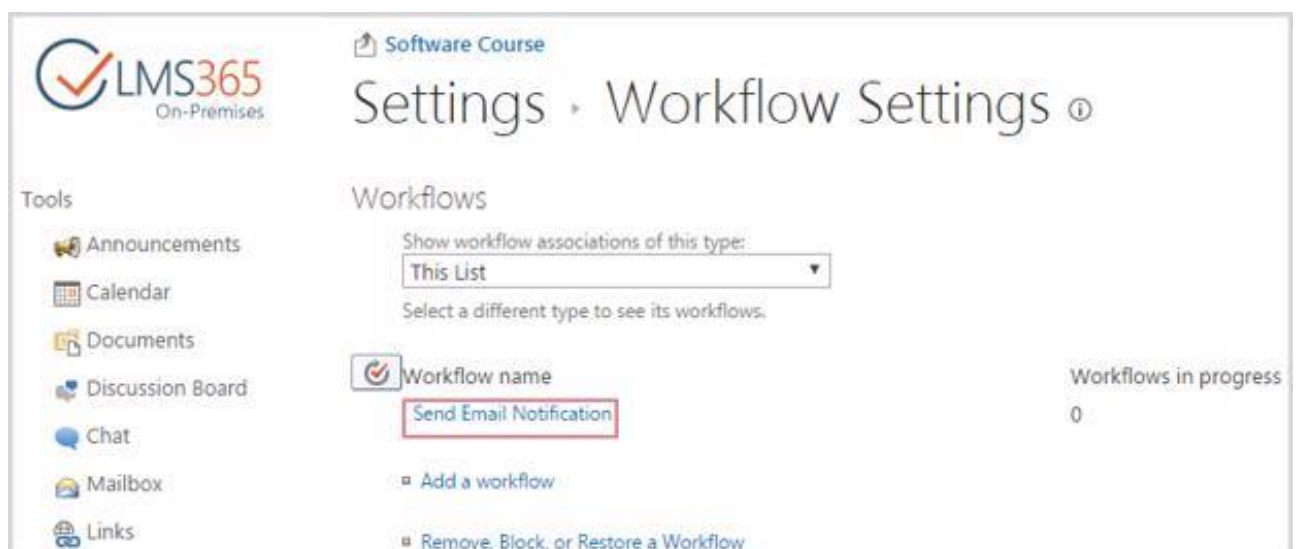 LMS365
On-Premises
Software Course
Settings ▸ Workflow Settings
Tools
Announcements
Calendar
Documents
Discussion Board
Chat
Mailbox
Links
Workflows
Show workflow associations of this type:
This List
Select a different type to see its workflows.
Workflow name Workflows in progress
Send Email Notification 0
Add a workflow
Remove, Block, or Restore a Workflow